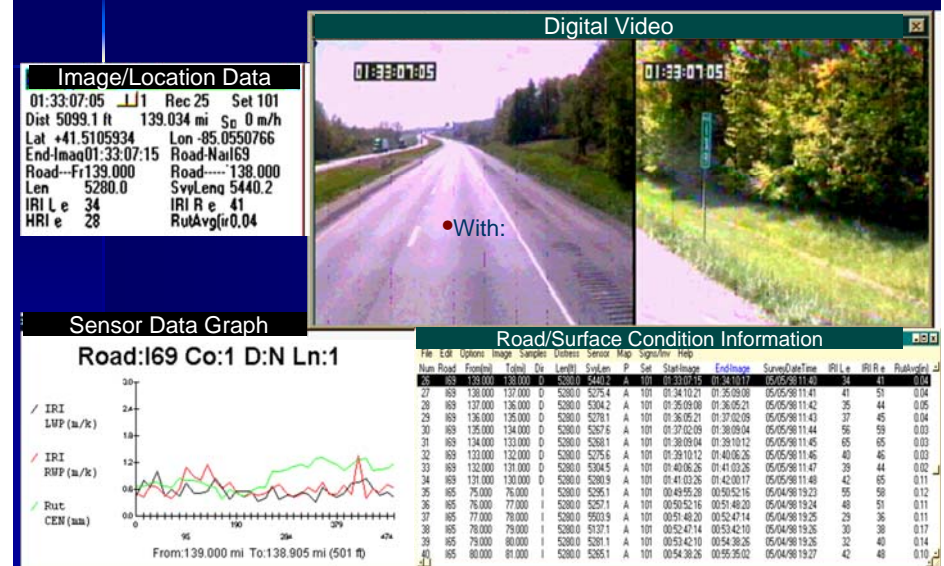 Digital Video
01:33:07:05
01:33:07:05
With:
Image/Location Data
01:33:07:05 1 Rec 25 Set 101
Dist 5099.1 ft 139.034 mi Sp 0 m/h
Lat +41.5105934 Lon -85.0550766
End-Imag01:33:07:15 Road-Nai I69
Road---Fr139.000 Road-----138.000
Len 5280.0 SvyLeng 5440.2
IRI L e 34 IRI R e 41
HRI e 28 RutAvg(ir0.04
Sensor Data Graph
Road:I69 Co:1 D:N Ln:1
3.0
/ IRI 2.4
LWP (m/k)
1.8
/ IRI 1.2
RWP (m/k)
0.6
/ Rut
CEN (mm) 0.0
0 190 379
95 284 474
From:139.000 mi To:138.905 mi (501 ft)
Road/Surface Condition Information
File Edit Options Image Samples Distress Sensor Map Signs/Inv Help
Num Road From(mi) To(mi) Dir Len(ft) SvyLen P Set Start-Image End-Image SurveyDateTime IRI L e IRI R e RutAvg(in)
26 I69 139.000 138.000 D 5280.0 5440.2 A 101 01:33:07:15 01:34:10:17 05/05/98 11:40 34 41 0.04
27 I69 138.000 137.000 D 5280.0 5275.4 A 101 01:34:10:21 01:35:09:08 05/05/98 11:41 41 51 0.04
28 I69 137.000 136.000 D 5280.0 5304.2 A 101 01:35:09:08 01:36:05:21 05/05/98 11:42 35 44 0.05
29 I69 136.000 135.000 D 5280.0 5278.1 A 101 01:36:05:21 01:37:02:09 05/05/98 11:43 37 45 0.04
30 I69 135.000 134.000 D 5280.0 5267.6 A 101 01:37:02:09 01:38:09:04 05/05/98 11:44 56 59 0.03
31 I69 134.000 133.000 D 5280.0 5268.1 A 101 01:38:09:04 01:39:10:12 05/05/98 11:45 65 65 0.03
32 I69 133.000 132.000 D 5280.0 5275.6 A 101 01:39:10:12 01:40:06:26 05/05/98 11:46 40 46 0.03
33 I69 132.000 131.000 D 5280.0 5304.5 A 101 01:40:06:26 01:41:03:26 05/05/98 11:47 39 44 0.02
34 I69 131.000 130.000 D 5280.0 5280.9 A 101 01:41:03:26 01:42:00:17 05/05/98 11:48 42 65 0.11
35 I65 75.000 76.000 I 5280.0 5295.1 A 101 00:49:55:28 00:50:52:16 05/04/98 19:23 55 58 0.12
36 I65 76.000 77.000 I 5280.0 5257.1 A 101 00:50:52:16 00:51:48:20 05/04/98 19:24 48 51 0.11
37 I65 77.000 78.000 I 5280.0 5503.9 A 101 00:51:48:20 00:52:47:14 05/04/98 19:25 29 36 0.11
38 I65 78.000 79.000 I 5280.0 5137.1 A 101 00:52:47:14 00:53:42:10 05/04/98 19:26 30 38 0.17
39 I65 79.000 80.000 I 5280.0 5281.1 A 101 00:53:42:10 00:54:38:26 05/04/98 19:26 32 40 0.14
40 I65 80.000 81.000 I 5280.0 5265.1 A 101 00:54:38:26 00:55:35:02 05/04/98 19:27 42 48 0.10